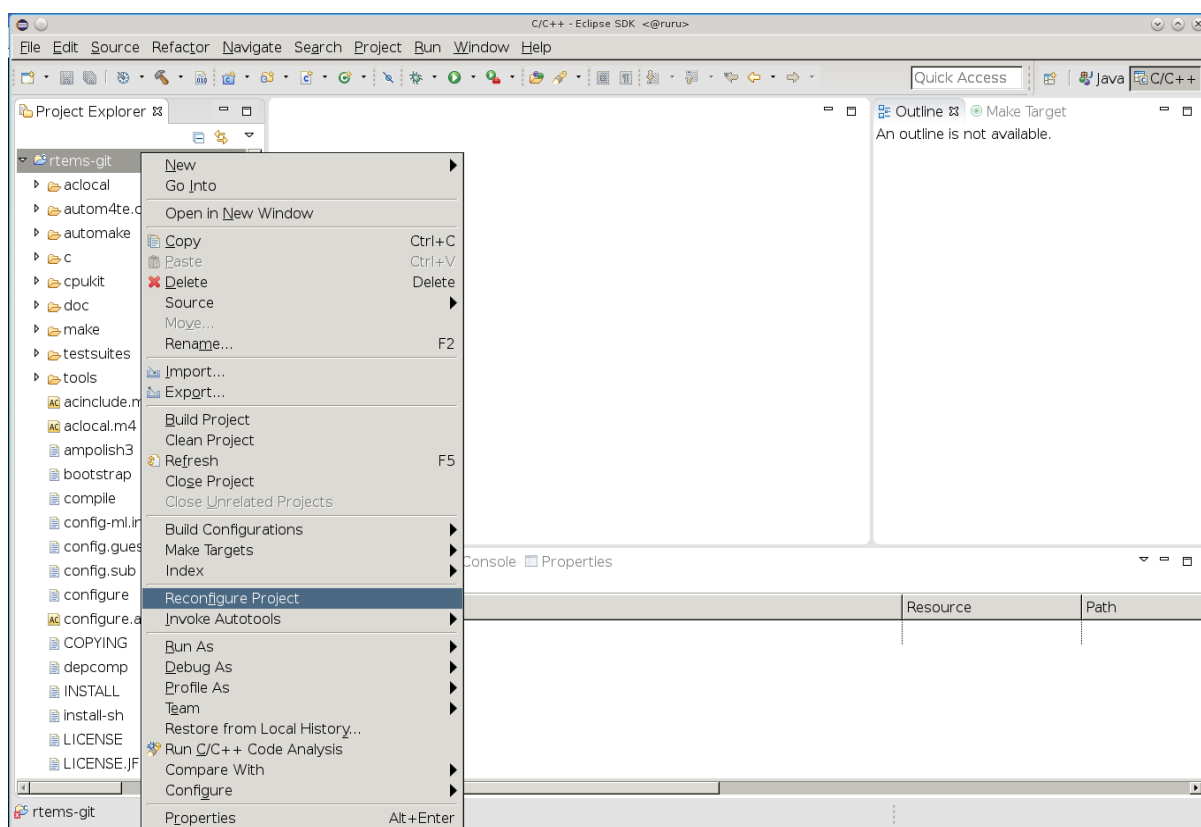 C/C++ - Eclipse SDK <@ruru>
File Edit Source Refactor Navigate Search Project Run Window Help
Quick Access Java C/C++
Project Explorer
Outline Make Target
An outline is not available.
rtems-git
aclocal
autom4te.c
automake
c
cpukit
doc
make
testsuites
tools
acinclude.m
aclocal.m4
ampolish3
bootstrap
compile
config-ml.in
config.gues
config.sub
configure
configure.a
COPYING
depcomp
INSTALL
install-sh
LICENSE
LICENSE.JF
New
Go Into
Open in New Window
Copy Ctrl+C
Paste Ctrl+V
Delete Delete
Source
Move...
Rename... F2
Import...
Export...
Build Project
Clean Project
Refresh F5
Close Project
Close Unrelated Projects
Build Configurations
Make Targets
Index
Reconfigure Project
Invoke Autotools
Run As
Debug As
Profile As
Team
Restore from Local History...
Run C/C++ Code Analysis
Compare With
Configure
Properties Alt+Enter
Console Properties
Resource Path
rtems-git